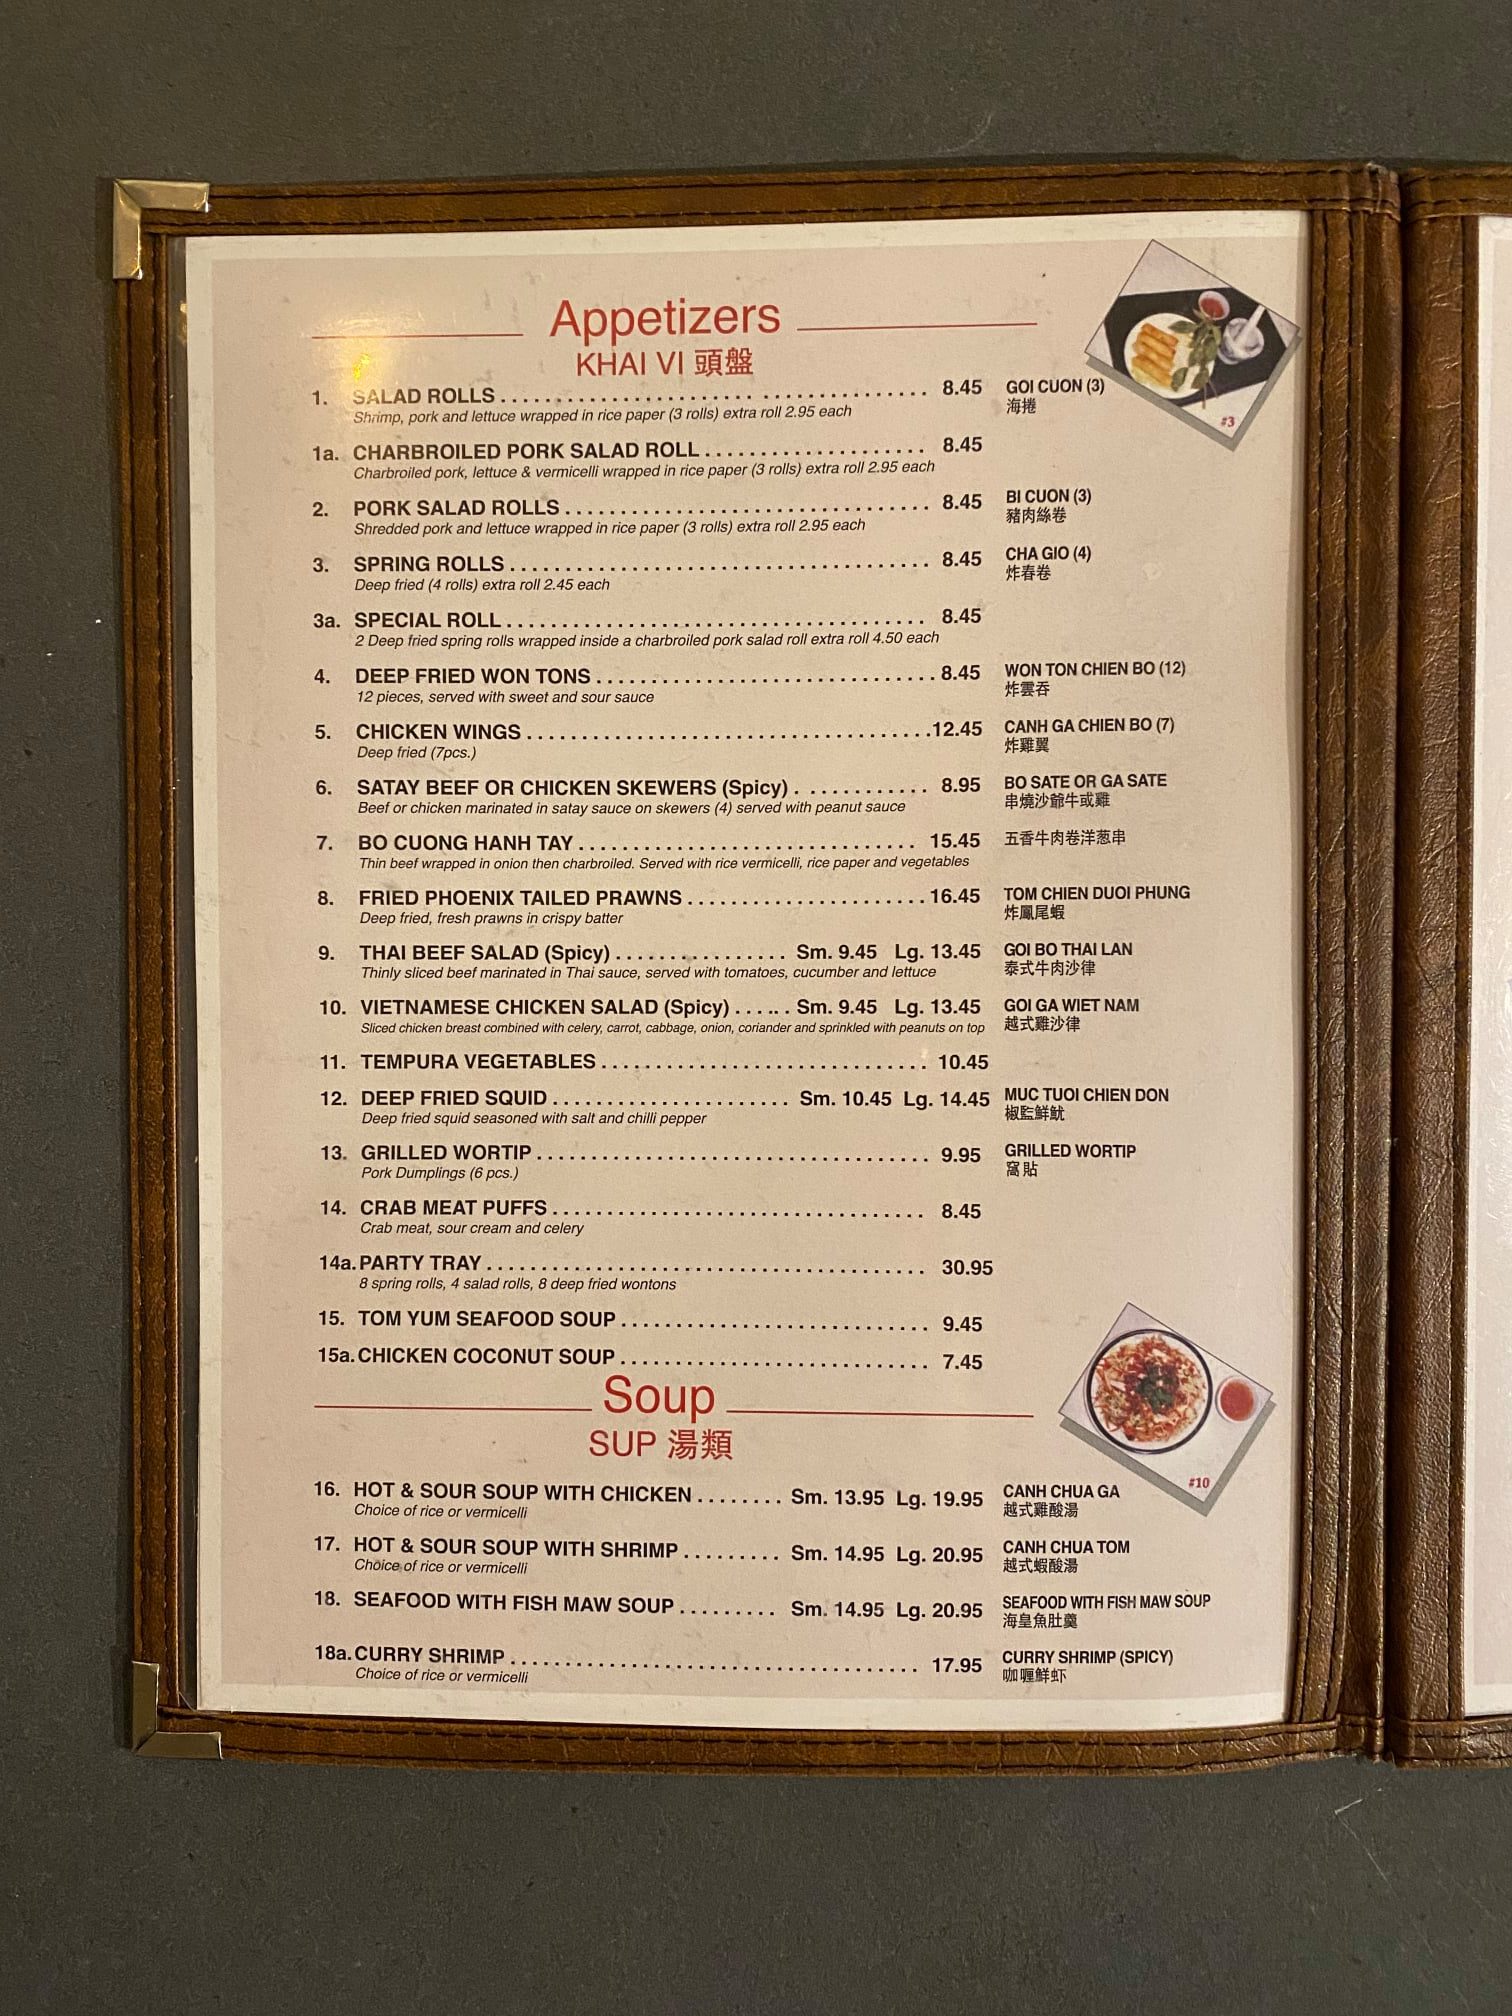 Appetizers
KHAI VI 頭盤
1. SALAD ROLLS 8.45 GOI CUON (3)
Shrimp, pork and lettuce wrapped in rice paper (3 rolls) extra roll 2.95 each 海捲
#3
1a. CHARBROILED PORK SALAD ROLL 8.45
Charbroiled pork, lettuce & vermicelli wrapped in rice paper (3 rolls) extra roll 2.95 each
2. PORK SALAD ROLLS 8.45 BI CUON (3)
Shredded pork and lettuce wrapped in rice paper (3 rolls) extra roll 2.95 each 豬肉絲卷
3. SPRING ROLLS 8.45 CHA GIO (4)
Deep fried (4 rolls) extra roll 2.45 each 炸春卷
3a. SPECIAL ROLL 8.45
2 Deep fried spring rolls wrapped inside a charbroiled pork salad roll extra roll 4.50 each
4. DEEP FRIED WON TONS 8.45 WON TON CHIEN BO (12)
12 pieces, served with sweet and sour sauce 炸雲吞
5. CHICKEN WINGS 12.45 CANH GA CHIEN BO (7)
Deep fried (7pcs.) 炸雞翼
6. SATAY BEEF OR CHICKEN SKEWERS (Spicy) 8.95 BO SATE OR GA SATE
Beef or chicken marinated in satay sauce on skewers (4) served with peanut sauce 串燒沙爺牛或雞
7. BO CUONG HANH TAY 15.45 五香牛肉卷洋葱串
Thin beef wrapped in onion then charbroiled. Served with rice vermicelli, rice paper and vegetables
8. FRIED PHOENIX TAILED PRAWNS 16.45 TOM CHIEN DUOI PHUNG
Deep fried, fresh prawns in crispy batter 炸鳳尾蝦
9. THAI BEEF SALAD (Spicy) Sm. 9.45 Lg. 13.45 GOI BO THAI LAN
Thinly sliced beef marinated in Thai sauce, served with tomatoes, cucumber and lettuce 泰式牛肉沙律
10. VIETNAMESE CHICKEN SALAD (Spicy) Sm. 9.45 Lg. 13.45 GOI GA WIET NAM
Sliced chicken breast combined with celery, carrot, cabbage, onion, coriander and sprinkled with peanuts on top 越式雞沙律
11. TEMPURA VEGETABLES 10.45
12. DEEP FRIED SQUID Sm. 10.45 Lg. 14.45 MUC TUOI CHIEN DON
Deep fried squid seasoned with salt and chilli pepper 椒監鮮魷
13. GRILLED WORTIP 9.95 GRILLED WORTIP
Pork Dumplings (6 pcs.) 窩貼
14. CRAB MEAT PUFFS 8.45
Crab meat, sour cream and celery
14a. PARTY TRAY 30.95
8 spring rolls, 4 salad rolls, 8 deep fried wontons
15. TOM YUM SEAFOOD SOUP 9.45
15a. CHICKEN COCONUT SOUP 7.45
Soup
SUP 湯類
#10
16. HOT & SOUR SOUP WITH CHICKEN Sm. 13.95 Lg. 19.95 CANH CHUA GA
Choice of rice or vermicelli 越式雞酸湯
17. HOT & SOUR SOUP WITH SHRIMP Sm. 14.95 Lg. 20.95 CANH CHUA TOM
Choice of rice or vermicelli 越式蝦酸湯
18. SEAFOOD WITH FISH MAW SOUP Sm. 14.95 Lg. 20.95 SEAFOOD WITH FISH MAW SOUP
海皇魚肚羹
18a. CURRY SHRIMP 17.95 CURRY SHRIMP (SPICY)
Choice of rice or vermicelli 咖喱鮮虾